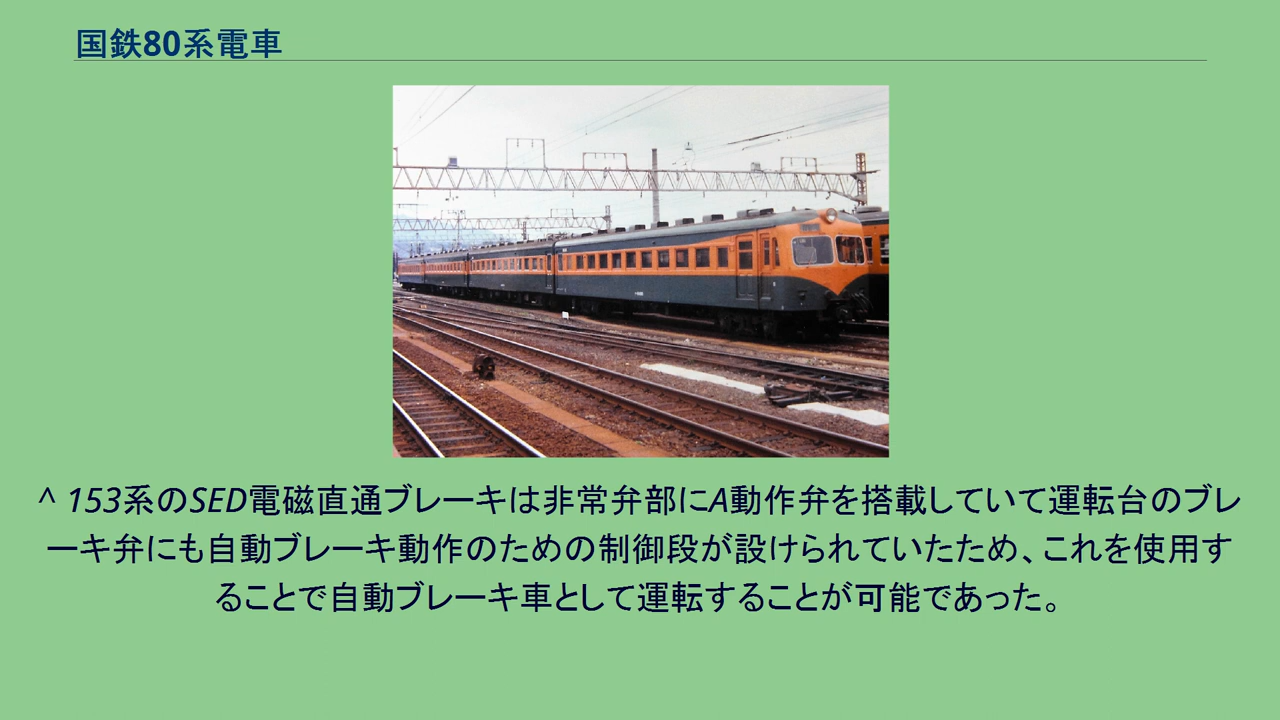 国鉄80系電車
^ 153系のSED電磁直通ブレーキは非常弁部にA動作弁を搭載していて運転台のブレ
ーキ弁にも自動ブレーキ動作のための制御段が設けられていたため、これを使用す
ることで自動ブレーキ車として運転することが可能であった。